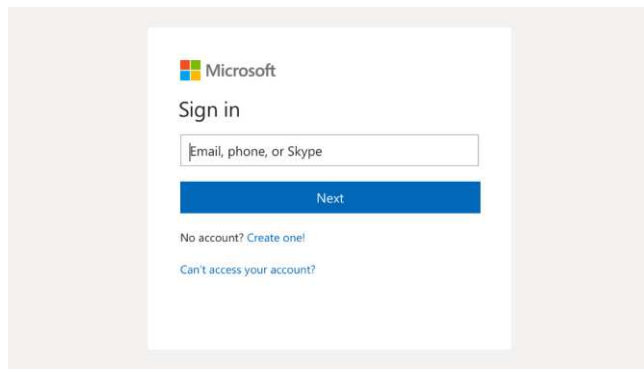 Microsoft
Sign in
Email, phone, or Skype
Next
No account? Create one!
Can't access your account?